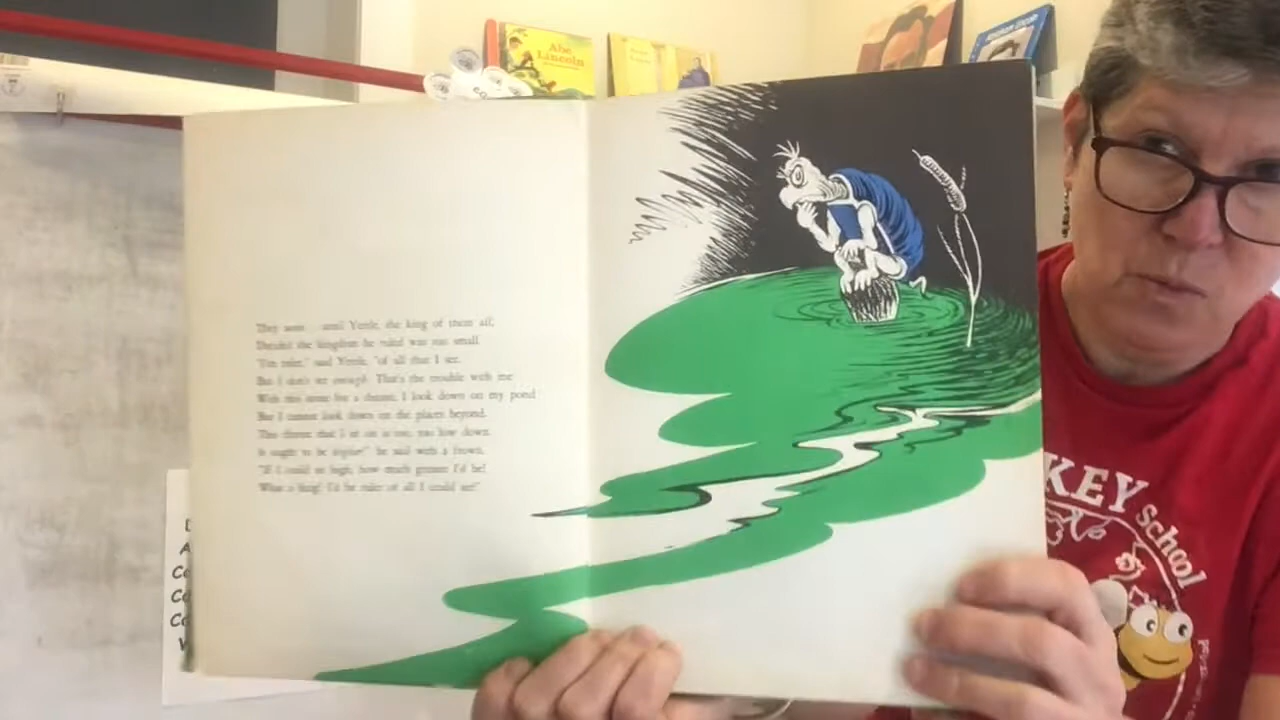 Abe
Lincoln
They were... until Yertle, the king of them all,
Decided the kingdom he ruled was too small.
"I'm ruler," said Yertle, "of all that I see.
But I don't see enough. That's the trouble with me.
With this stone for a throne, I look down on my pond
But I cannot look down on the places beyond.
This throne that I sit on is too, too low down.
It ought to be higher!" he said with a frown.
"If I could sit high, how much greater I'd be!
What a king! I'd be ruler of all I could see!"
KEY School